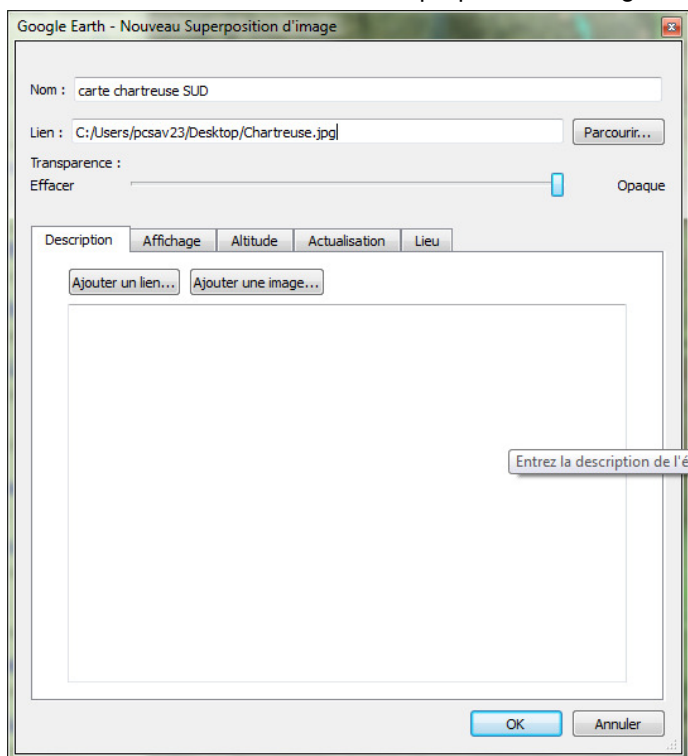 Google Earth - Nouveau Superposition d'image
Nom : carte chartreuse SUD
Lien : C:/Users/pcsav23/Desktop/Chartreuse.jpg Parcourir...
Transparence :
Effacer Opaque
Description Affichage Altitude Actualisation Lieu
Ajouter un lien... Ajouter une image...
Entrez la description de l'é
OK Annuler